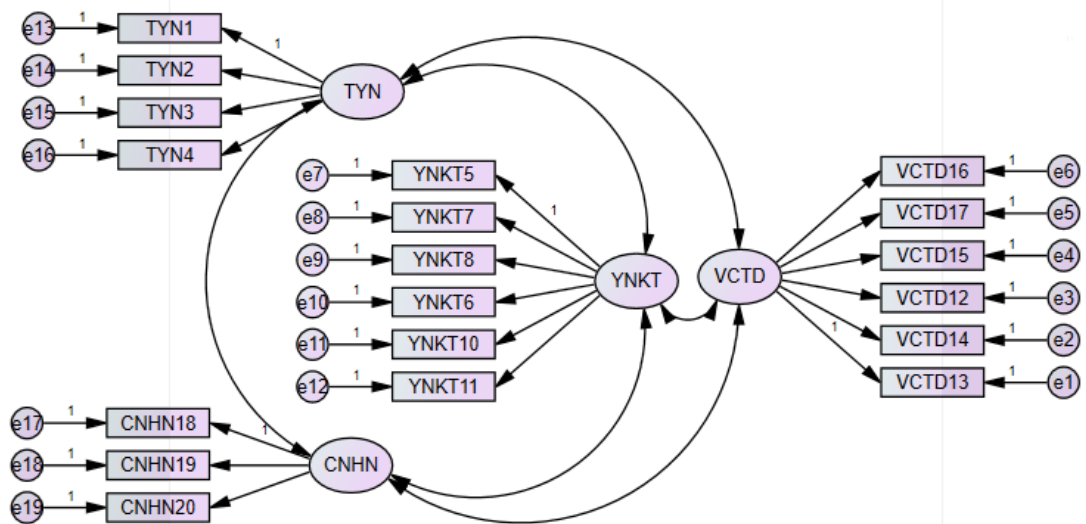 e13 1 TYN1
e14 1 TYN2
e15 1 TYN3
e16 1 TYN4
1
TYN
e7 1 YNKT5
e8 1 YNKT7
e9 1 YNKT8
e10 1 YNKT6
e11 1 YNKT10
e12 1 YNKT11
1
YNKT
VCTD
1
VCTD16 1 e6
VCTD17 1 e5
VCTD15 1 e4
VCTD12 1 e3
VCTD14 1 e2
VCTD13 1 e1
e17 1 CNHN18
e18 1 CNHN19
e19 1 CNHN20
1
CNHN